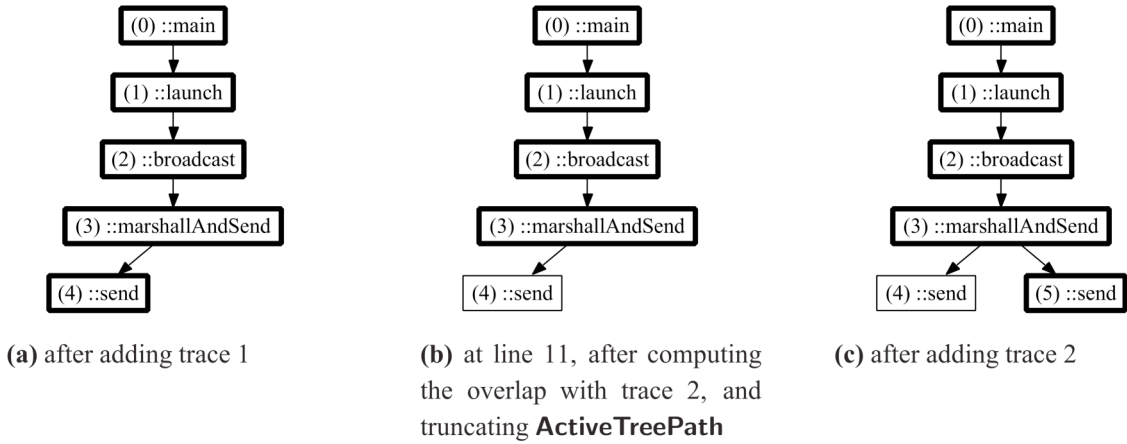 (0) ::main
(1) ::launch
(2) ::broadcast
(3) ::marshallAndSend
(4) ::send
(a) after adding trace 1
(0) ::main
(1) ::launch
(2) ::broadcast
(3) ::marshallAndSend
(4) ::send
(b) at line 11, after computing
the overlap with trace 2, and
truncating ActiveTreePath
(0) ::main
(1) ::launch
(2) ::broadcast
(3) ::marshallAndSend
(4) ::send
(5) ::send
(c) after adding trace 2